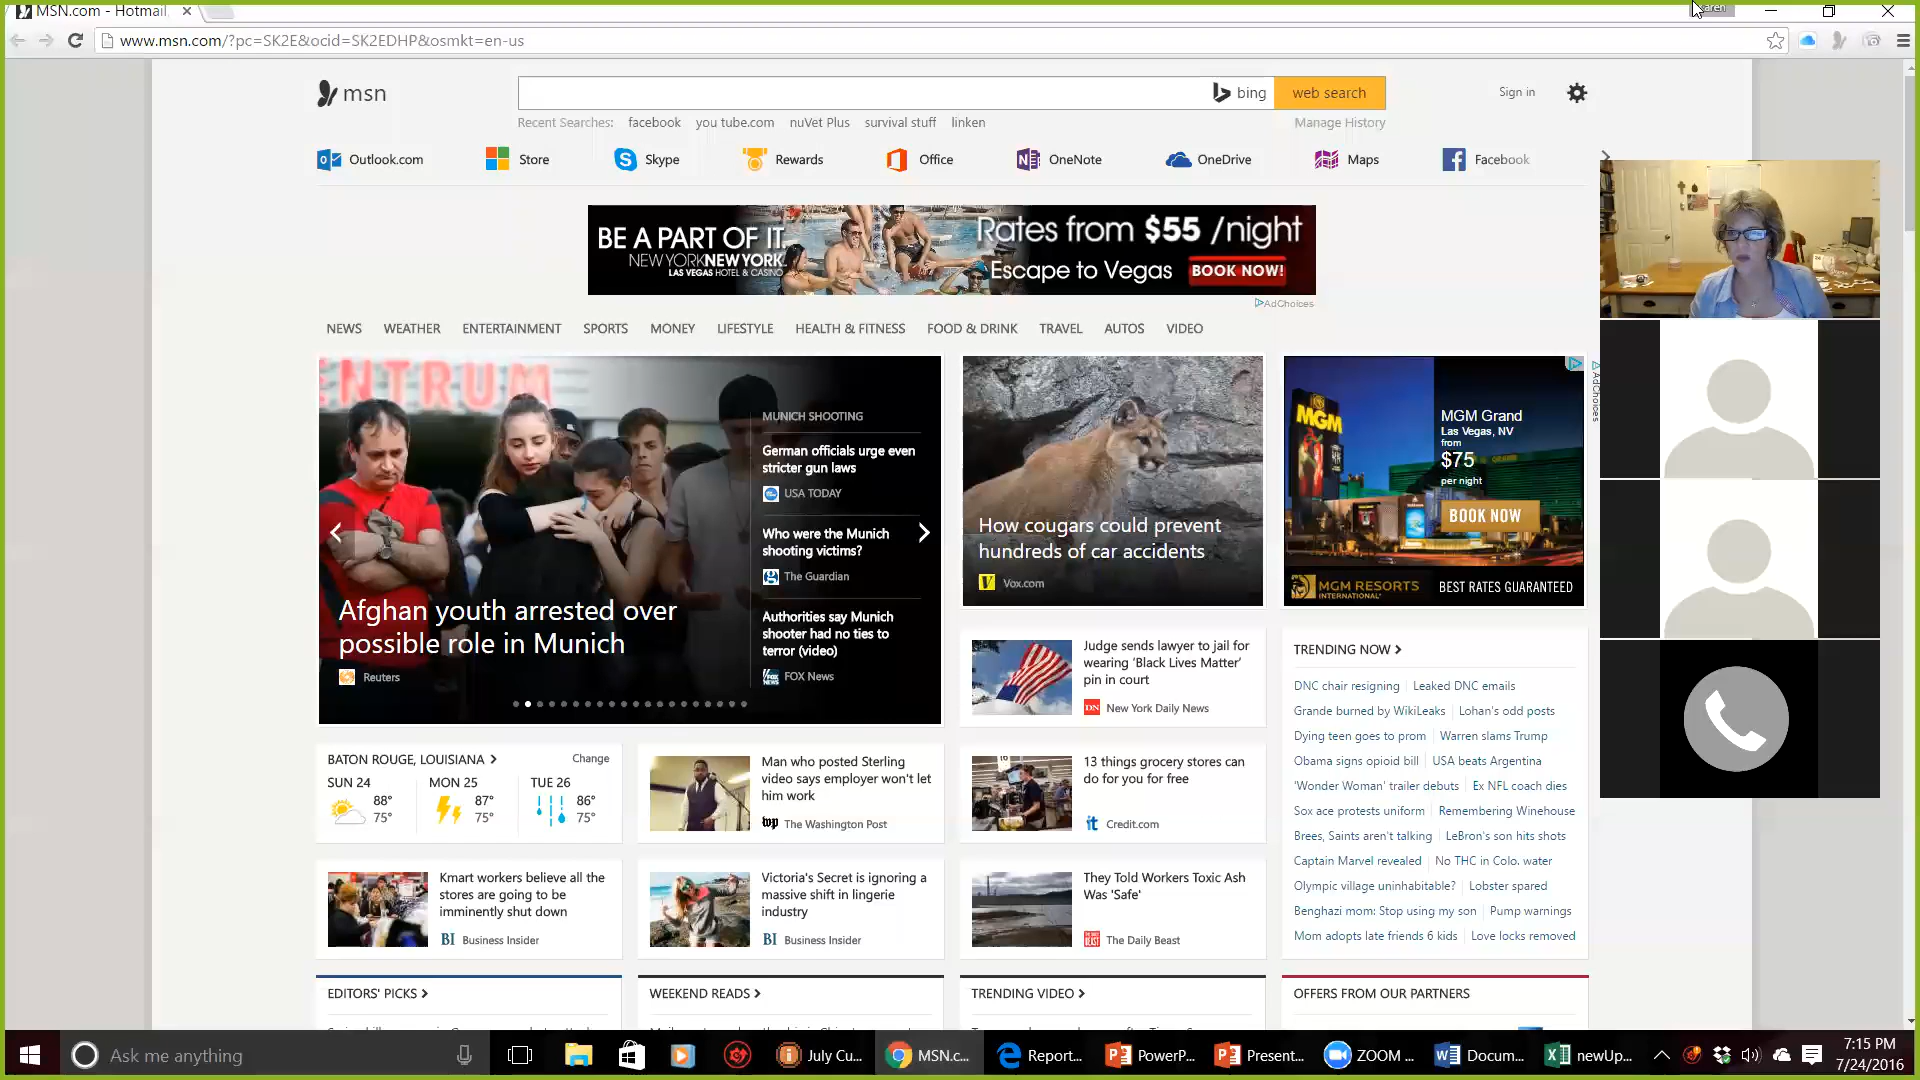 MSN.com - Hotmail,
www.msn.com/?pc=SK2E&ocid=SK2EDHP&osmkt=en-us
msn
bing
web search
Sign in
Recent Searches: facebook you tube.com nuVet Plus survival stuff linken
Manage History
Outlook.com
Store
Skype
Rewards
Office
OneNote
OneDrive
Maps
Facebook
BE A PART OF IT.
NEWYORKNEWYORK
LAS VEGAS HOTEL & CASINO
Rates from $55 /night
Escape to Vegas BOOK NOW!
AdChoices
NEWS WEATHER ENTERTAINMENT SPORTS MONEY LIFESTYLE HEALTH & FITNESS FOOD & DRINK TRAVEL AUTOS VIDEO
ENTRUM
MUNICH SHOOTING
German officials urge even
stricter gun laws
USA TODAY
Who were the Munich
shooting victims?
The Guardian
Authorities say Munich
shooter had no ties to
terror (video)
FOX News
Afghan youth arrested over
possible role in Munich
Reuters
How cougars could prevent
hundreds of car accidents
Vox.com
MGM
MGM Grand
Las Vegas, NV
from
$75
per night
BOOK NOW
MGM RESORTS
INTERNATIONAL
BEST RATES GUARANTEED
AdChoices
Judge sends lawyer to jail for
wearing 'Black Lives Matter'
pin in court
DN New York Daily News
TRENDING NOW
DNC chair resigning Leaked DNC emails
Grande burned by WikiLeaks Lohan's odd posts
Dying teen goes to prom Warren slams Trump
Obama signs opioid bill USA beats Argentina
'Wonder Woman' trailer debuts Ex NFL coach dies
Sox ace protests uniform Remembering Winehouse
Brees, Saints aren't talking LeBron's son hits shots
Captain Marvel revealed No THC in Colo. water
Olympic village uninhabitable? Lobster spared
Benghazi mom: Stop using my son Pump warnings
Mom adopts late friends 6 kids Love locks removed
BATON ROUGE, LOUISIANA
Change
SUN 24 MON 25 TUE 26
88° 87° 86°
75° 75° 75°
Man who posted Sterling
video says employer won't let
him work
wp The Washington Post
13 things grocery stores can
do for you for free
Credit.com
Kmart workers believe all the
stores are going to be
imminently shut down
BI Business Insider
Victoria's Secret is ignoring a
massive shift in lingerie
industry
BI Business Insider
They Told Workers Toxic Ash
Was 'Safe'
The Daily Beast
EDITORS' PICKS
WEEKEND READS
TRENDING VIDEO
OFFERS FROM OUR PARTNERS
Ask me anything
July Cu...
MSN.c...
Report...
PowerP...
Present...
ZOOM ...
Docum...
newUp...
7:15 PM
7/24/2016